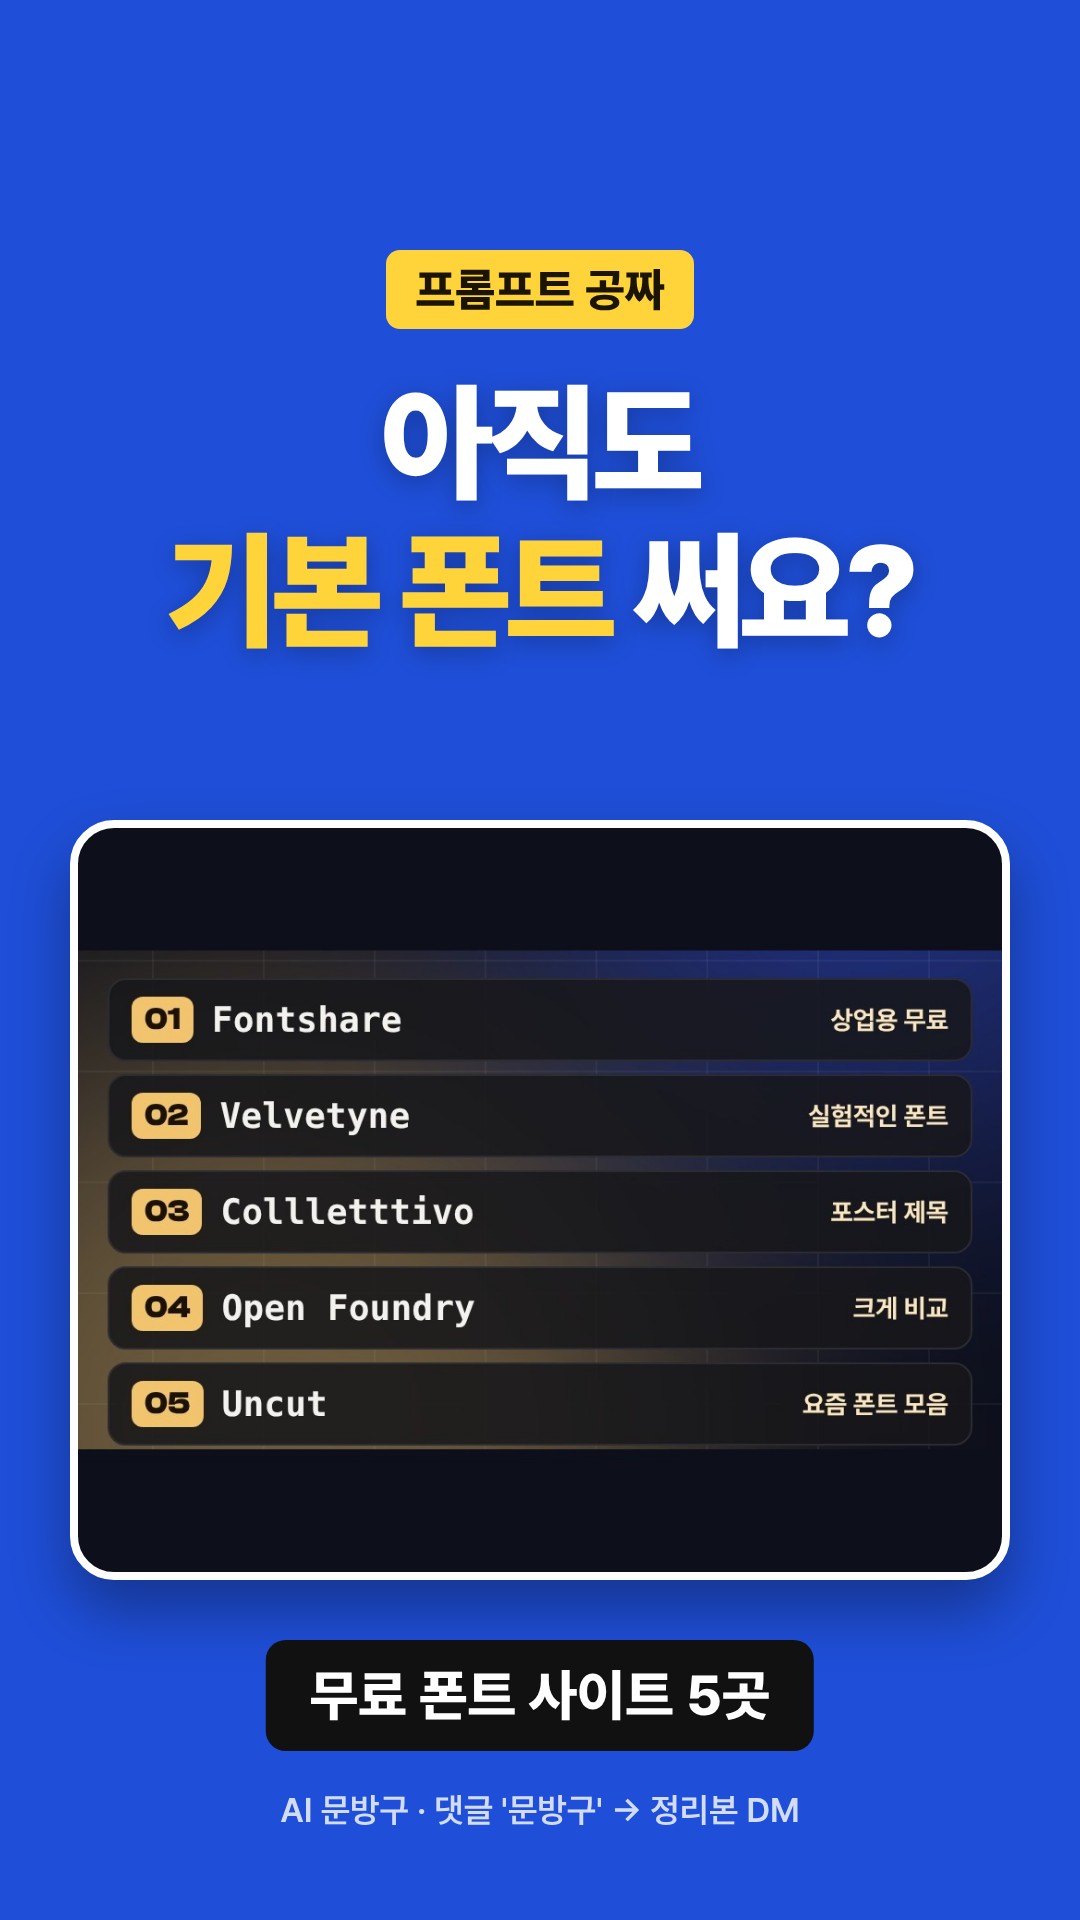 프롬프트 공짜
아직도
기본 폰트 써요?
01 Fontshare 상업용 무료
02 Velvetyne 실험적인 폰트
03 Collletttivo 포스터 제목
04 Open Foundry 크게 비교
05 Uncut 요즘 폰트 모음
무료 폰트 사이트 5곳
AI 문방구 · 댓글 '문방구' → 정리본 DM